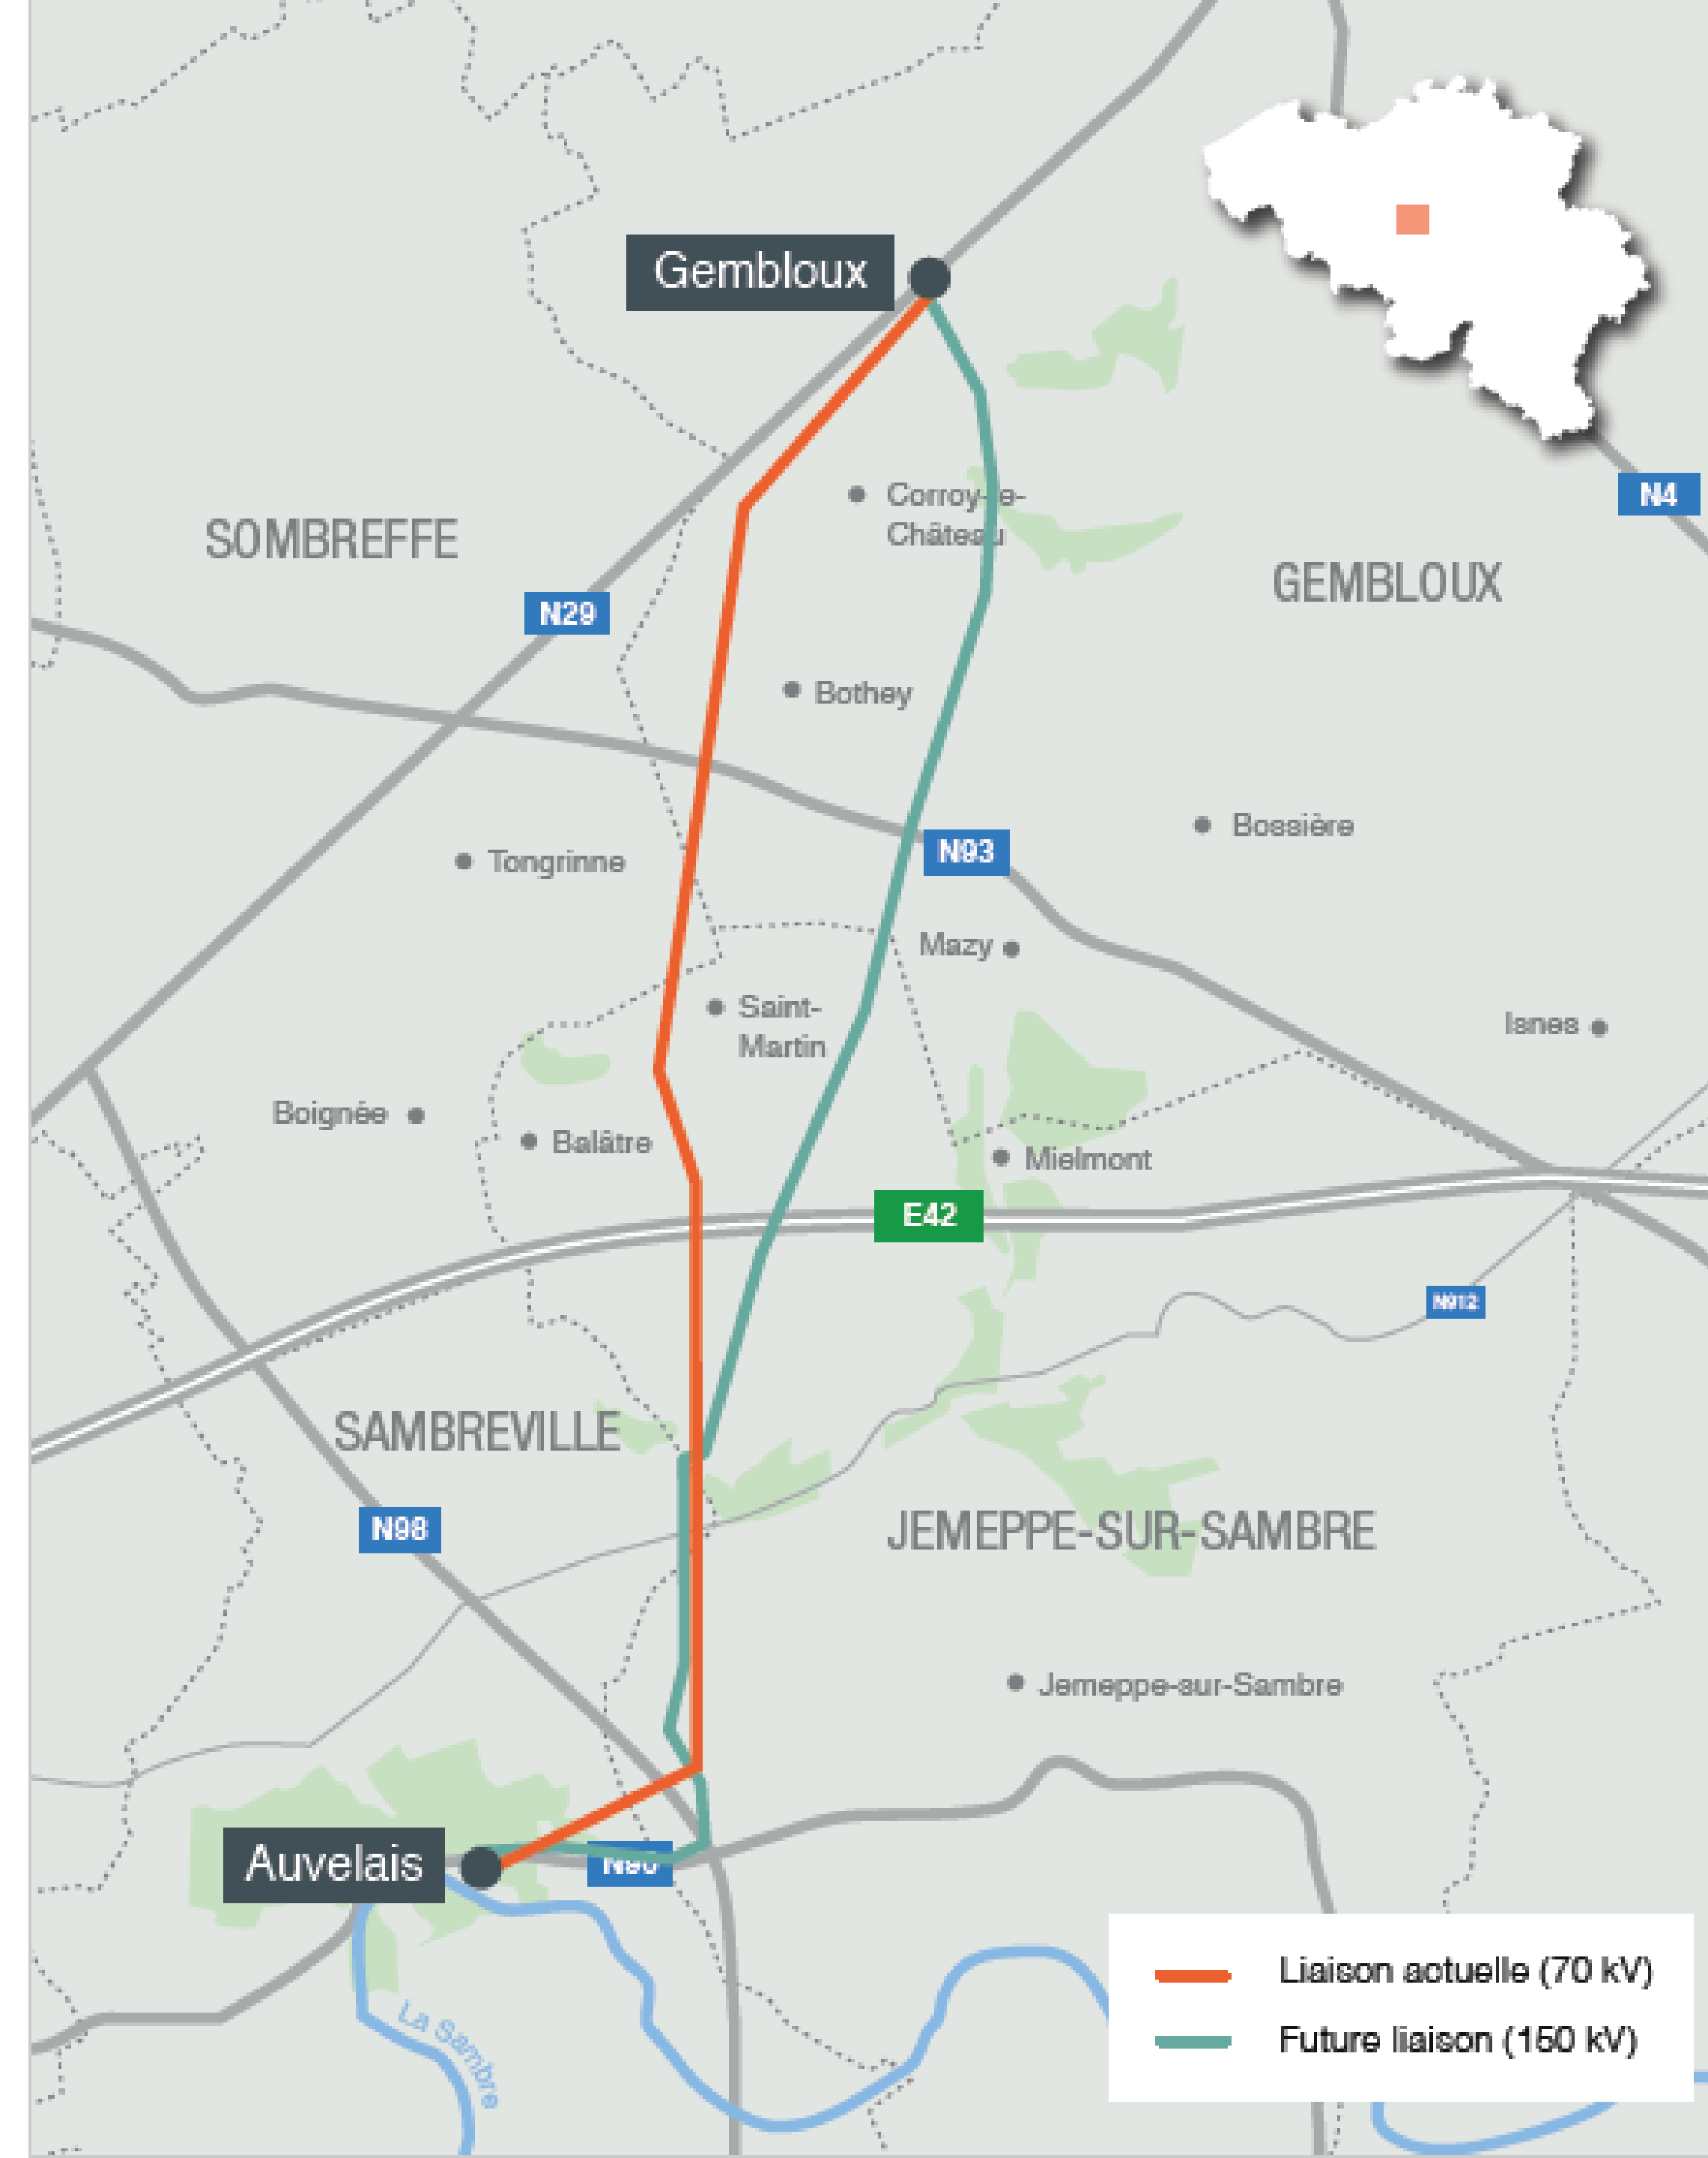 Gembloux
N4
Corroy-le-
Château
SOMBREFFE
GEMBLOUX
N29
Bothey
Bossière
N93
Tongrinne
Mazy
Saint-
Martin
Isnes
Boignée
Balâtre
Mielmont
E42
N912
SAMBREVILLE
N98
JEMEPPE-SUR-SAMBRE
Jemeppe-sur-Sambre
Auvelais
N90
La Sambre
Liaison actuelle (70 kV)
Future liaison (150 kV)